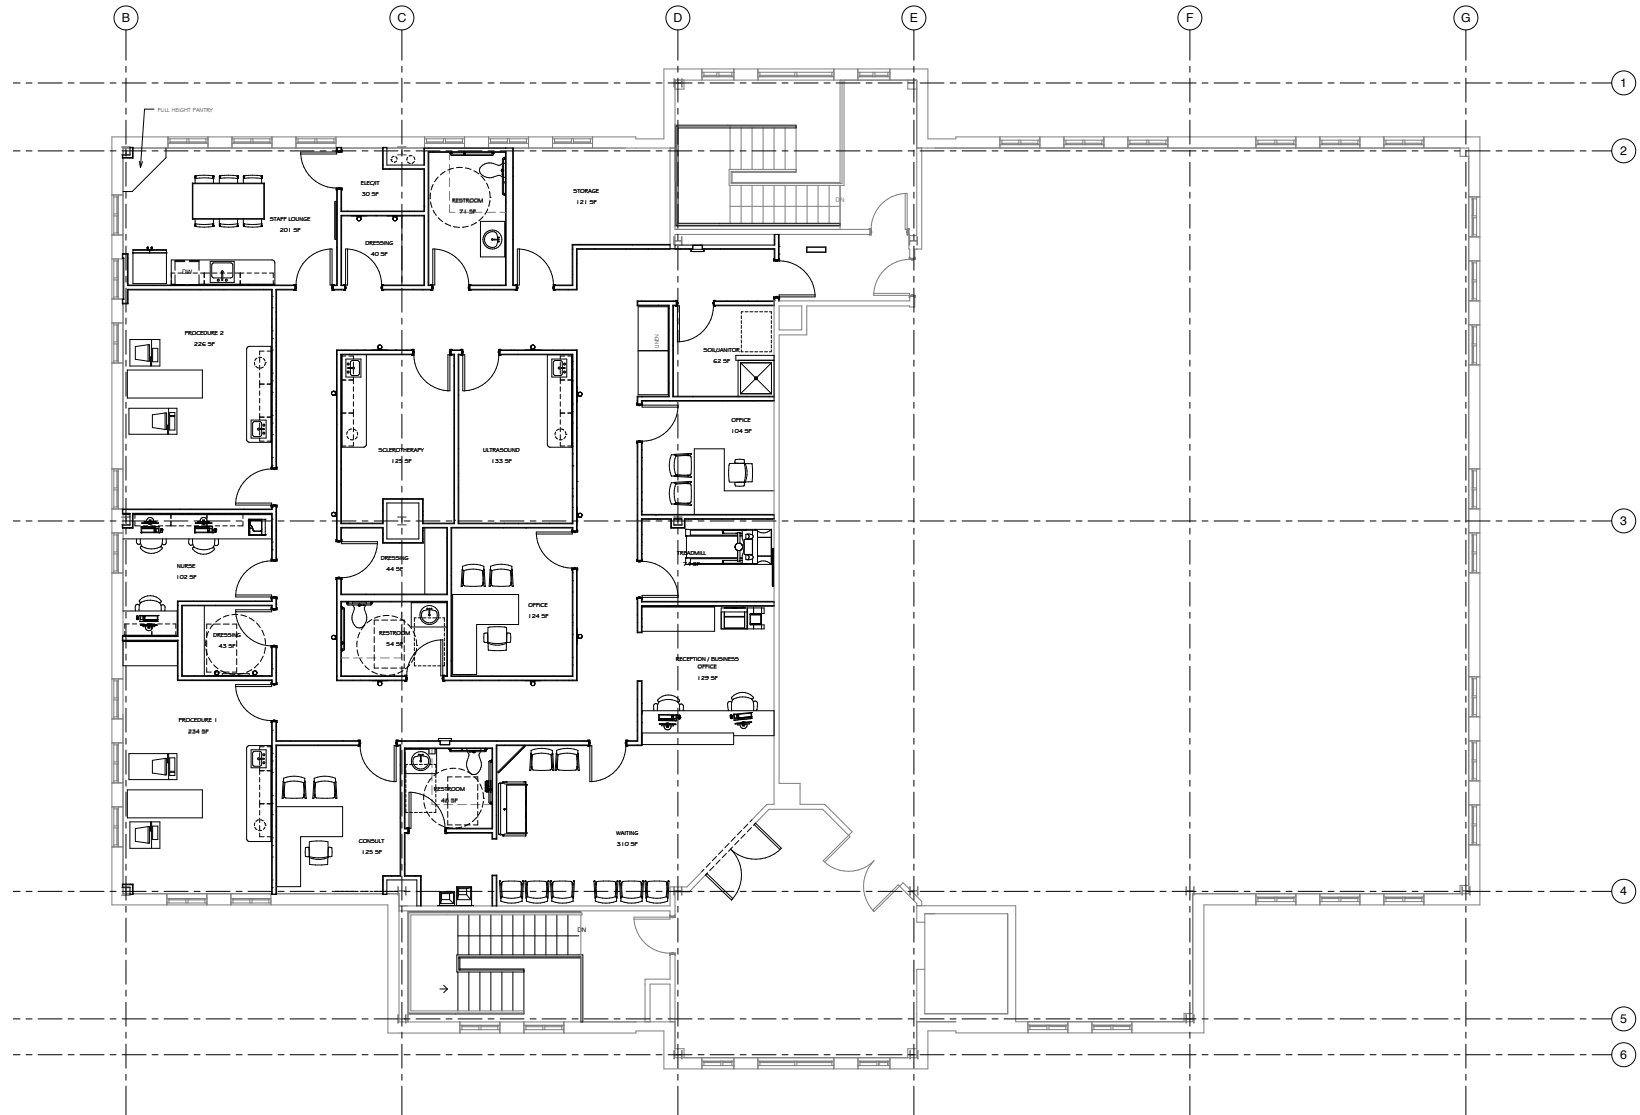 B C D E F G
1
FULL HEIGHT PANTRY
2
ELEC/IT
30 SF
RESTROOM
71 SF
STORAGE
121 SF
DN
STAFF LOUNGE
201 SF
DRESSING
40 SF
DW
PROCEDURE 2
226 SF
LINEN
SOIL/JANITOR
62 SF
OFFICE
104 SF
SCLEROTHERAPY
125 SF
ULTRASOUND
133 SF
3
TREADMILL
DRESSING
44 SF
NURSE
102 SF
OFFICE
124 SF
DRESSING
43 SF
RESTROOM
54 SF
RECEPTION / BUSINESS
OFFICE
129 SF
PROCEDURE 1
234 SF
RESTROOM
WAITING
310 SF
CONSULT
125 SF
4
DN
5
6